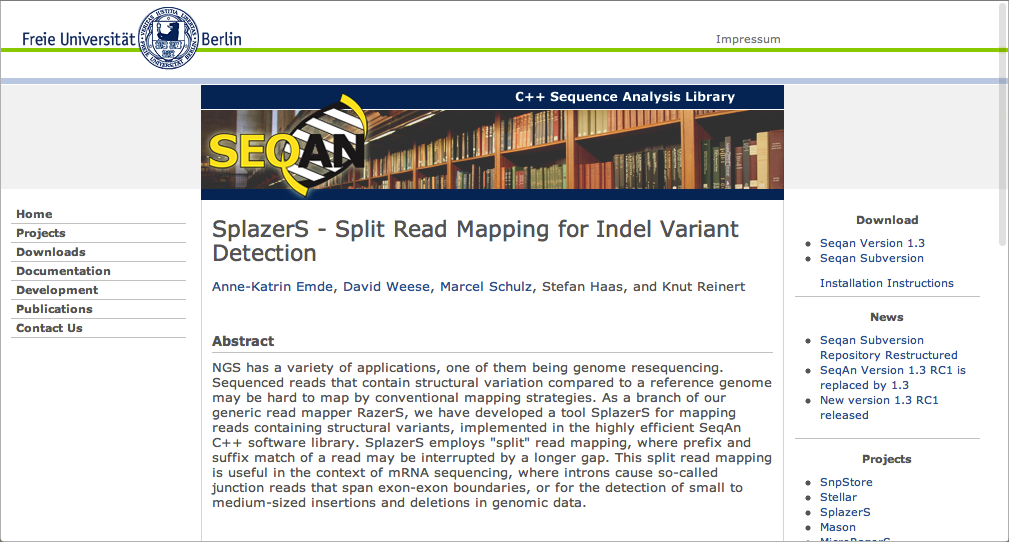 Freie Universität Berlin
Impressum
C++ Sequence Analysis Library
SEQAN
Home
Projects
Downloads
Documentation
Development
Publications
Contact Us
SplazerS - Split Read Mapping for Indel Variant
Detection
Anne-Katrin Emde, David Weese, Marcel Schulz, Stefan Haas, and Knut Reinert
Abstract
NGS has a variety of applications, one of them being genome resequencing.
Sequenced reads that contain structural variation compared to a reference genome
may be hard to map by conventional mapping strategies. As a branch of our
generic read mapper RazerS, we have developed a tool SplazerS for mapping
reads containing structural variants, implemented in the highly efficient SeqAn
C++ software library. SplazerS employs "split" read mapping, where prefix and
suffix match of a read may be interrupted by a longer gap. This split read mapping
is useful in the context of mRNA sequencing, where introns cause so-called
junction reads that span exon-exon boundaries, or for the detection of small to
medium-sized insertions and deletions in genomic data.
Download
Seqan Version 1.3
Seqan Subversion
Installation Instructions
News
Seqan Subversion
Repository Restructured
SeqAn Version 1.3 RC1 is
replaced by 1.3
New version 1.3 RC1
released
Projects
SnpStore
Stellar
SplazerS
Mason
MicroRazerS